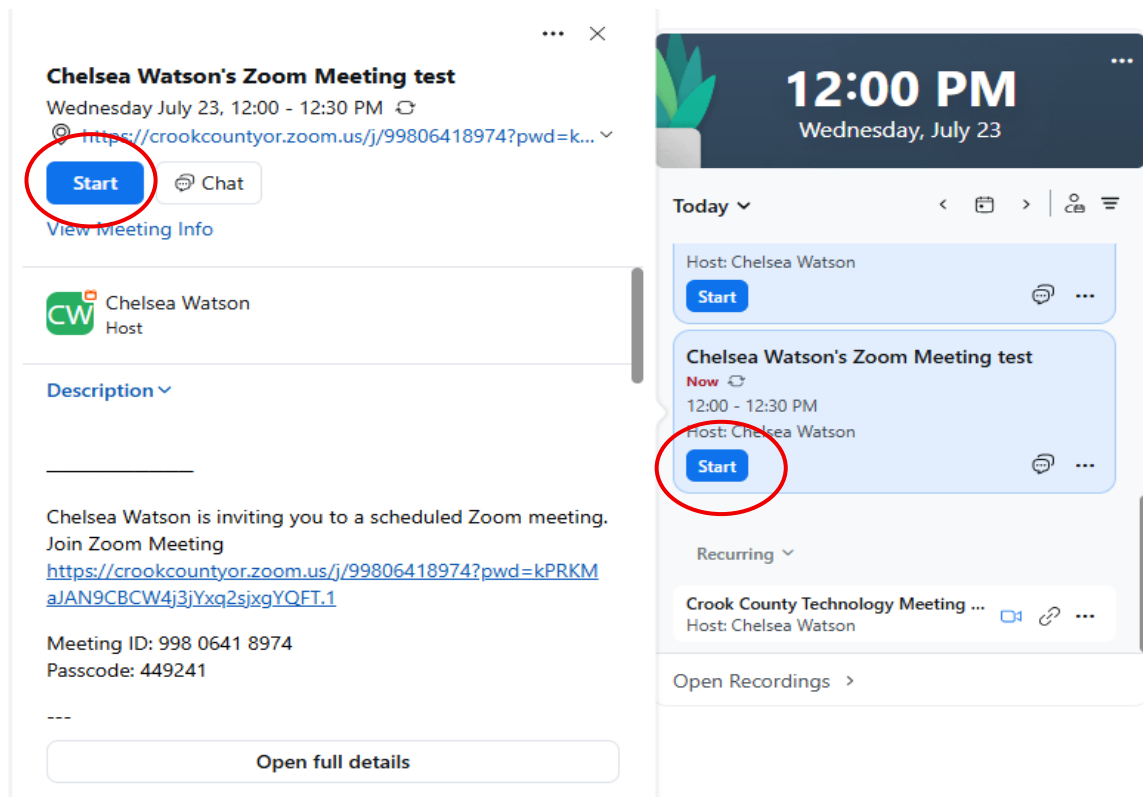 Chelsea Watson's Zoom Meeting test
Wednesday July 23, 12:00 - 12:30 PM
https://crookcountyor.zoom.us/j/99806418974?pwd=k...
Start
Chat
View Meeting Info
CW
Chelsea Watson
Host
Description
Chelsea Watson is inviting you to a scheduled Zoom meeting.
Join Zoom Meeting
https://crookcountyor.zoom.us/j/99806418974?pwd=kPRKM
aJAN9CBCW4j3jYxq2sjxgYQFT.1
Meeting ID: 998 0641 8974
Passcode: 449241
---
Open full details
12:00 PM
Wednesday, July 23
Today
Host: Chelsea Watson
Start
Chelsea Watson's Zoom Meeting test
Now
12:00 - 12:30 PM
Host: Chelsea Watson
Start
Recurring
Crook County Technology Meeting ...
Host: Chelsea Watson
Open Recordings